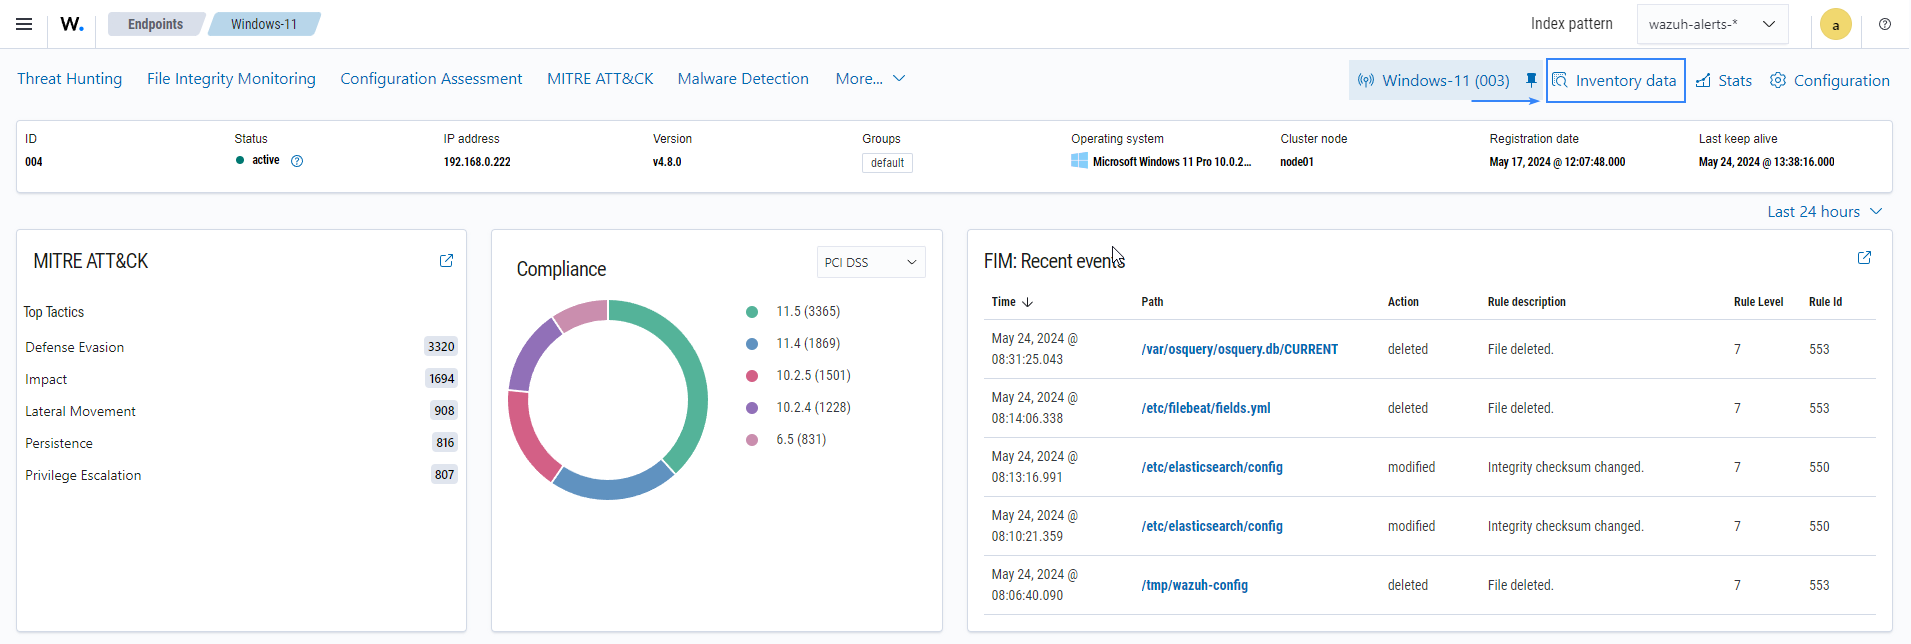 W. Endpoints Windows-11 Index pattern wazuh-alerts-* a
Threat Hunting File Integrity Monitoring Configuration Assessment MITRE ATT&CK Malware Detection More... Windows-11 (003) Inventory data Stats Configuration
ID Status IP address Version Groups Operating system Cluster node Registration date Last keep alive
004 active 192.168.0.222 v4.8.0 default Microsoft Windows 11 Pro 10.0.2... node01 May 17, 2024 @ 12:07:48.000 May 24, 2024 @ 13:38:16.000
Last 24 hours
MITRE ATT&CK
Top Tactics
Defense Evasion 3320
Impact 1694
Lateral Movement 908
Persistence 816
Privilege Escalation 807
Compliance PCI DSS
11.5 (3365)
11.4 (1869)
10.2.5 (1501)
10.2.4 (1228)
6.5 (831)
FIM: Recent events
Time Path Action Rule description Rule Level Rule Id
May 24, 2024 @
08:31:25.043 /var/osquery/osquery.db/CURRENT deleted File deleted. 7 553
May 24, 2024 @
08:14:06.338 /etc/filebeat/fields.yml deleted File deleted. 7 553
May 24, 2024 @
08:13:16.991 /etc/elasticsearch/config modified Integrity checksum changed. 7 550
May 24, 2024 @
08:10:21.359 /etc/elasticsearch/config modified Integrity checksum changed. 7 550
May 24, 2024 @
08:06:40.090 /tmp/wazuh-config deleted File deleted. 7 553